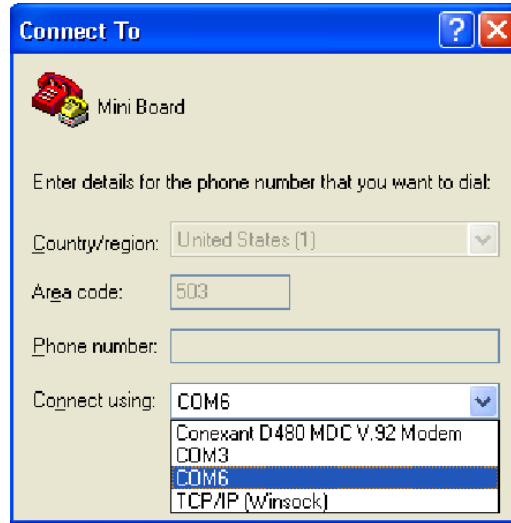 Connect To
Mini Board
Enter details for the phone number that you want to dial:
Country/region: United States (1)
Area code: 503
Phone number:
Connect using: COM6
Conexant D480 MDC V.92 Modem
COM3
COM6
TCP/IP (Winsock)